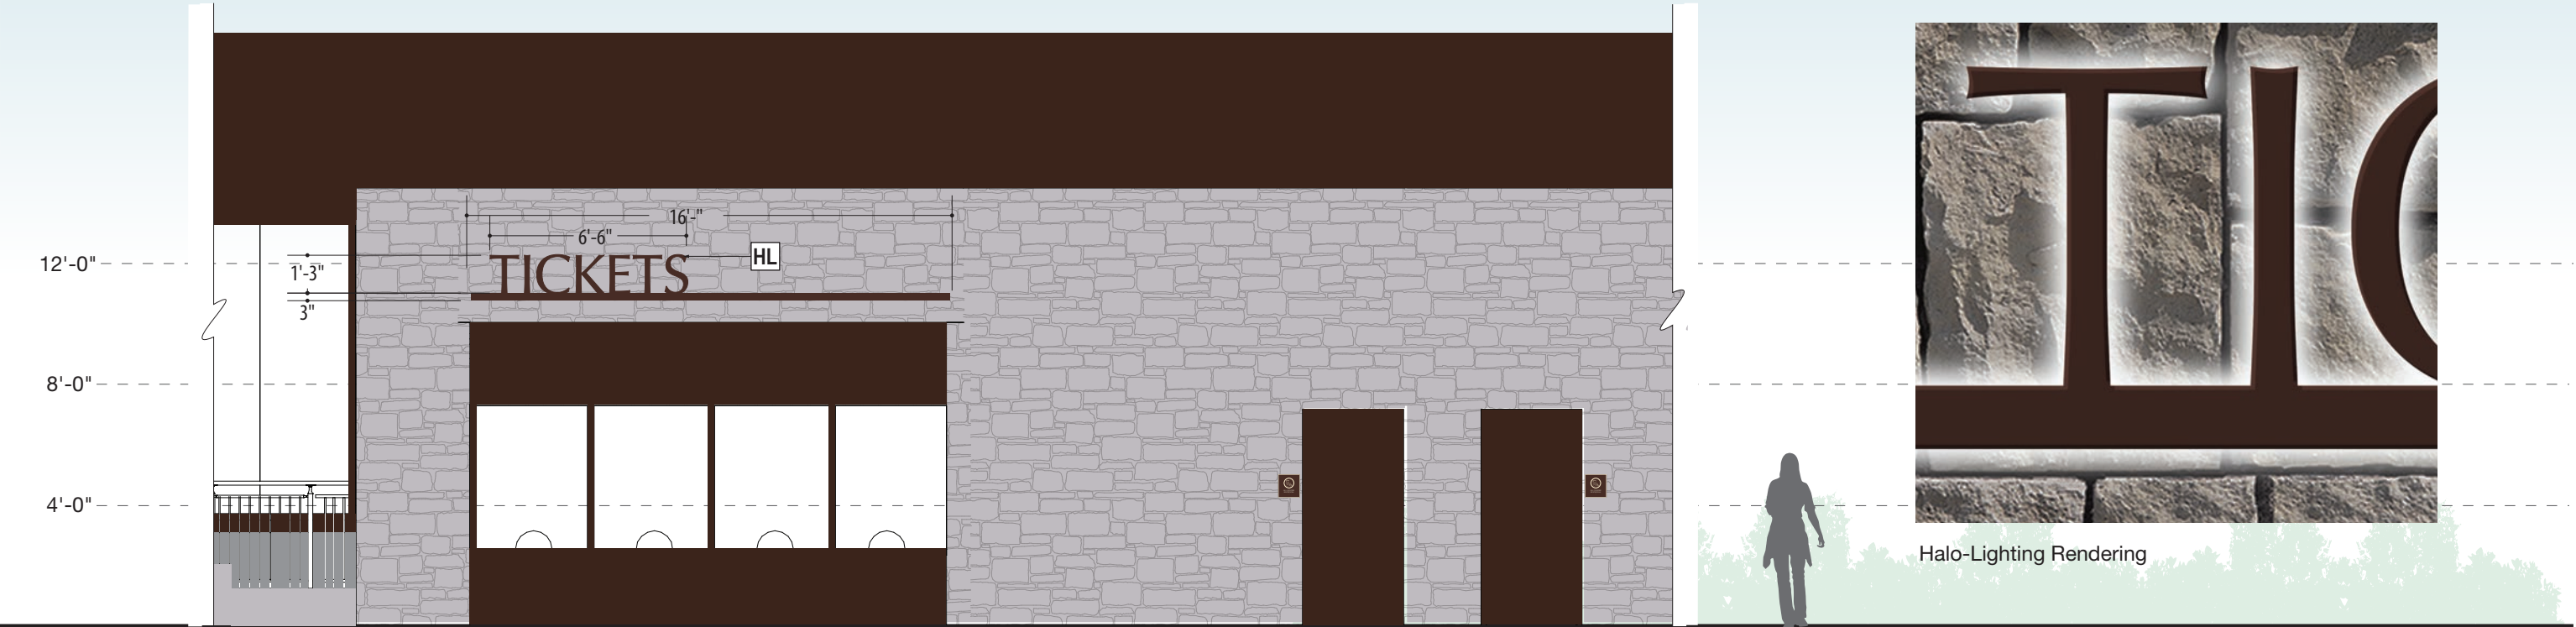 16'-"
6'-6"
HL
12'-0"
1'-3"
TICKETS
3"
8'-0"
4'-0"
TIC
Halo-Lighting Rendering